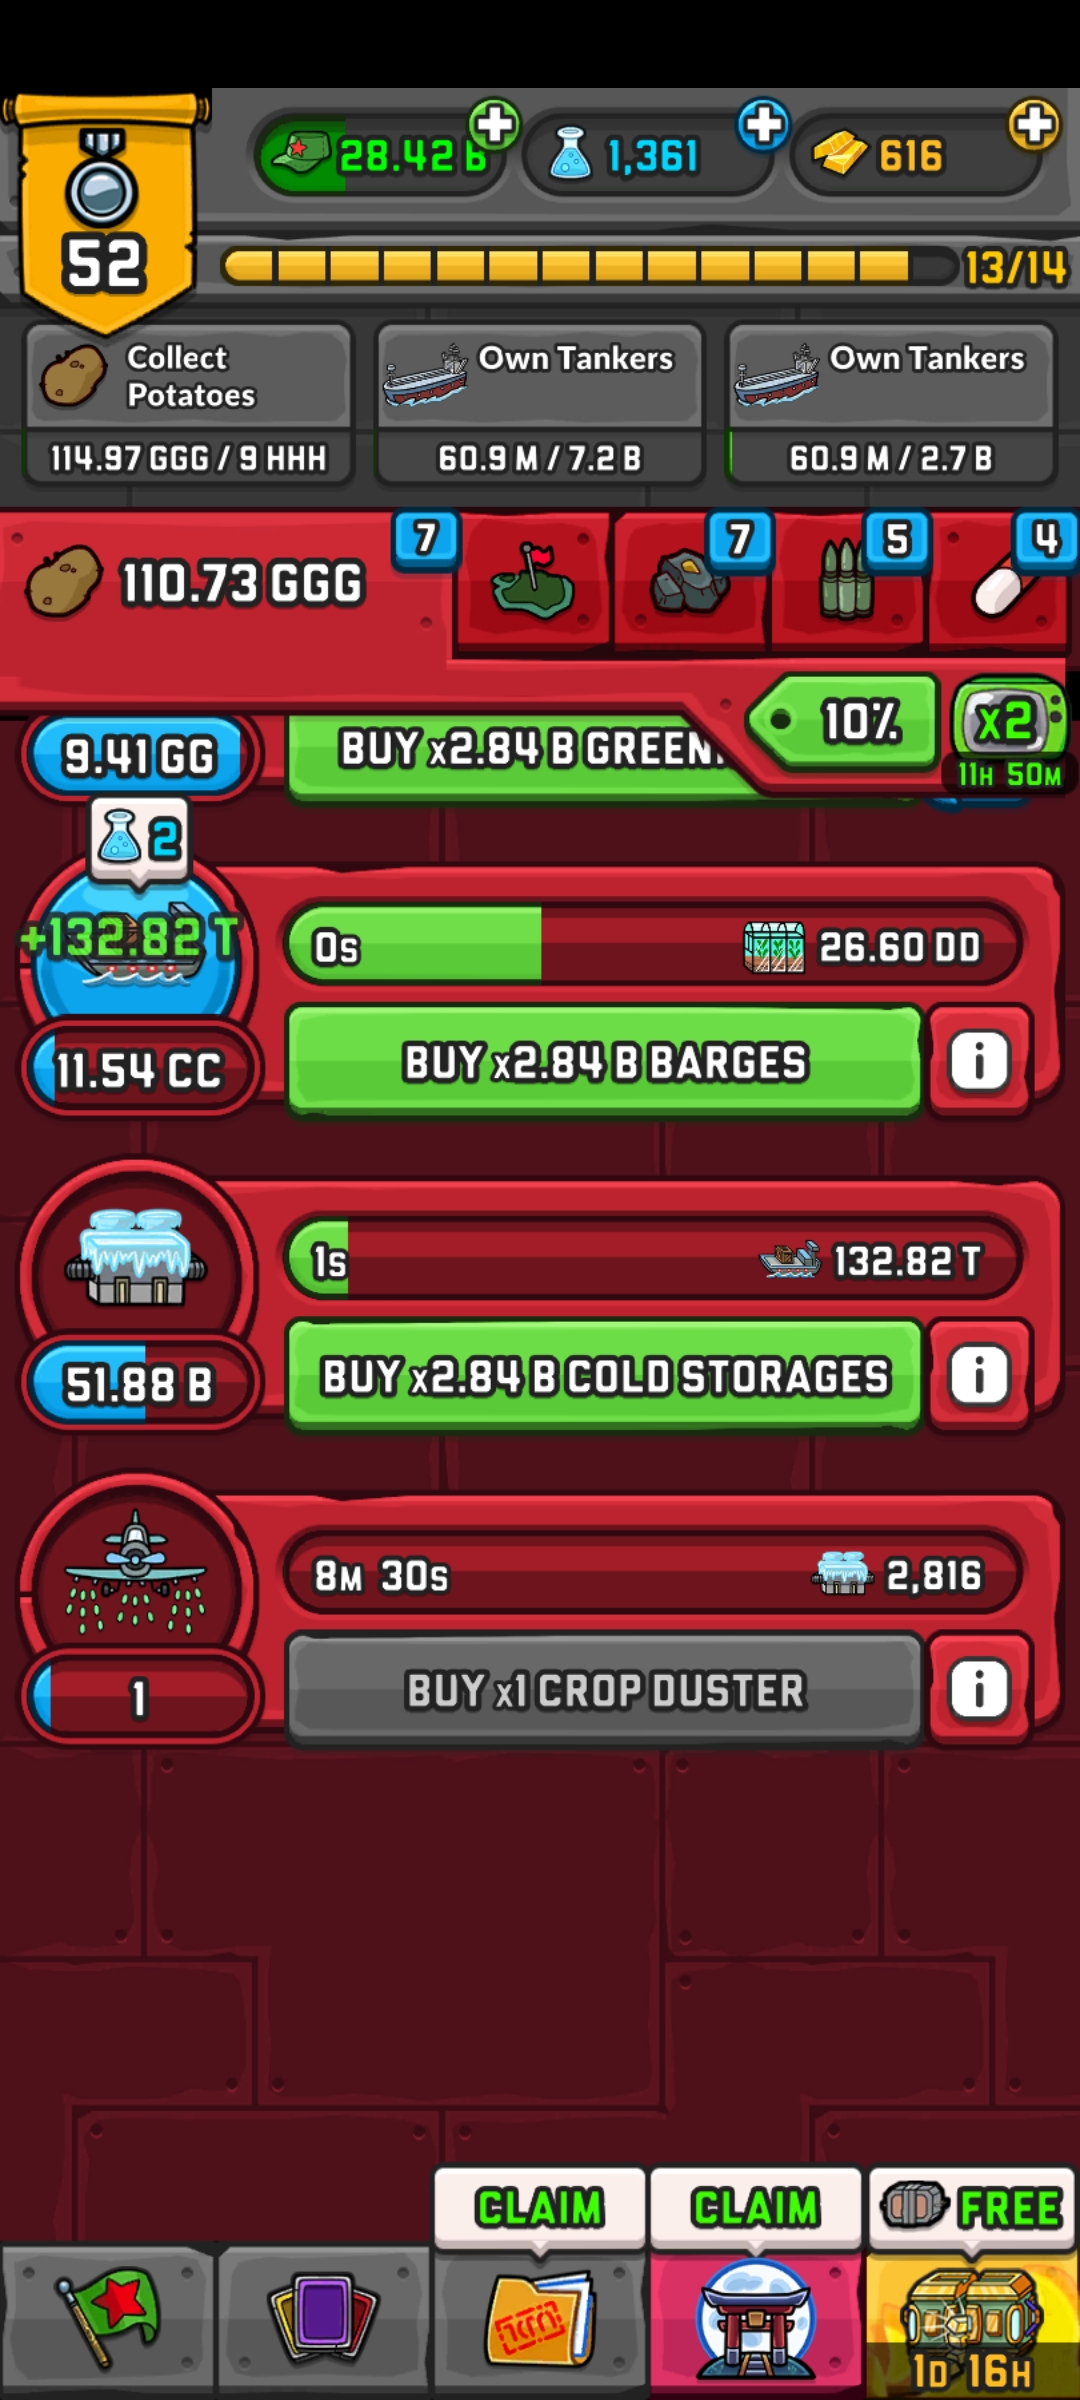 28.42 B
1,361
616
52
13/14
Collect
Potatoes
114.97 GGG / 9 HHH
Own Tankers
60.9 M / 7.2 B
Own Tankers
60.9 M / 2.7 B
110.73 GGG
7
7
5
4
10%
x2
11H 50M
9.41 GG
BUY x2.84 B GREEN
2
+132.82 T
0s
26.60 DD
11.54 CC
BUY x2.84 B BARGES
i
1s
132.82 T
51.88 B
BUY x2.84 B COLD STORAGES
i
8M 30s
2,816
1
BUY x1 CROP DUSTER
i
CLAIM
CLAIM
FREE
1D 16H